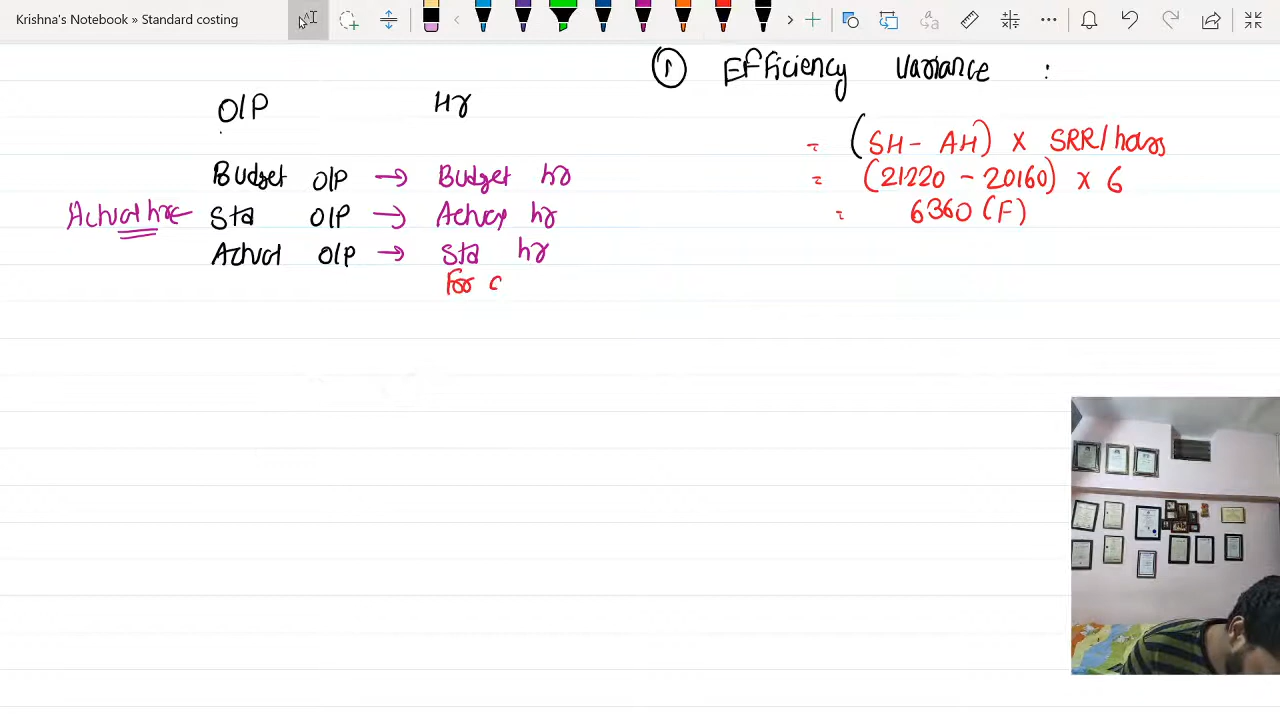 Krishna's Notebook » Standard costing
① Efficiency Variance :
O/P Hr
= (SH - AH) X SRR/hours
Budget O/P → Budget hr
= (21220 - 20160) x 6
Actual hrs Std O/P → Actual hr
= 6360 (F)
Actual O/P → Std hr
For a